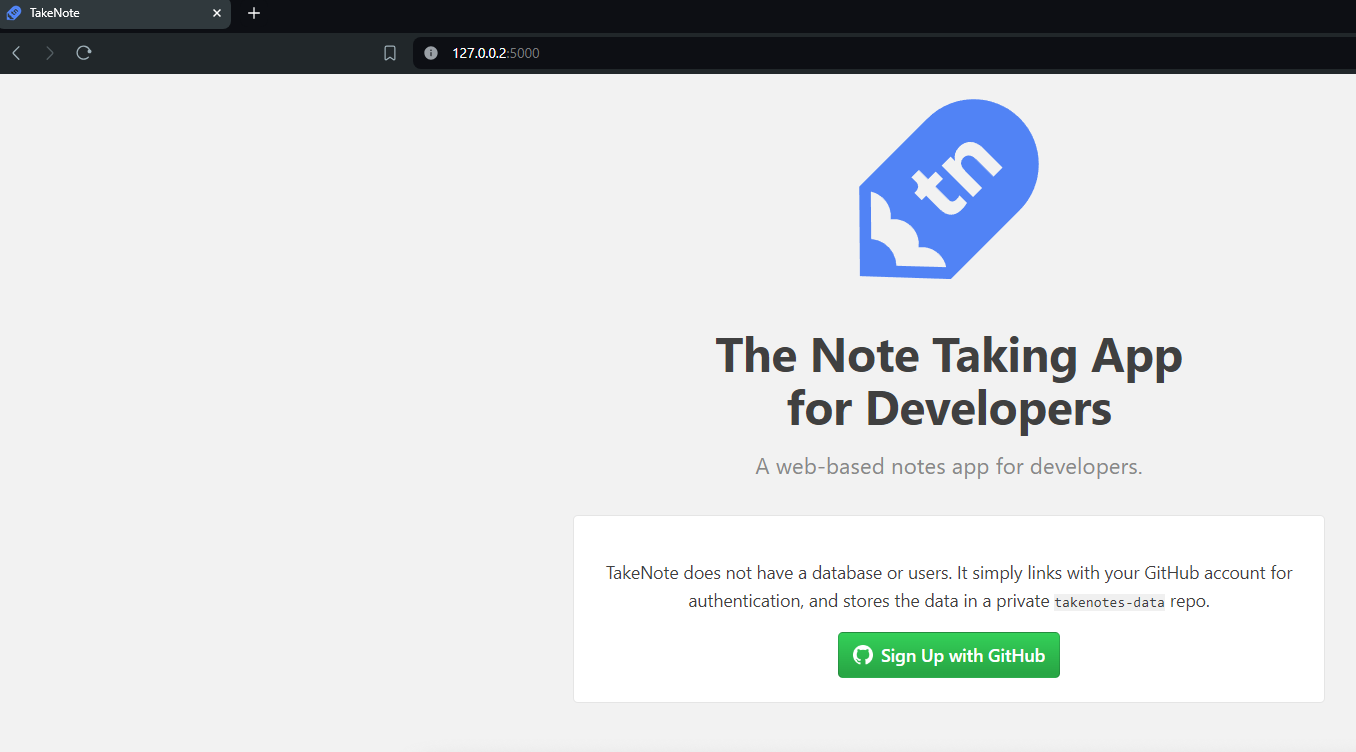 TakeNote
127.0.0.2:5000
tn
The Note Taking App
for Developers
A web-based notes app for developers.
TakeNote does not have a database or users. It simply links with your GitHub account for
authentication, and stores the data in a private takenotes-data repo.
Sign Up with GitHub